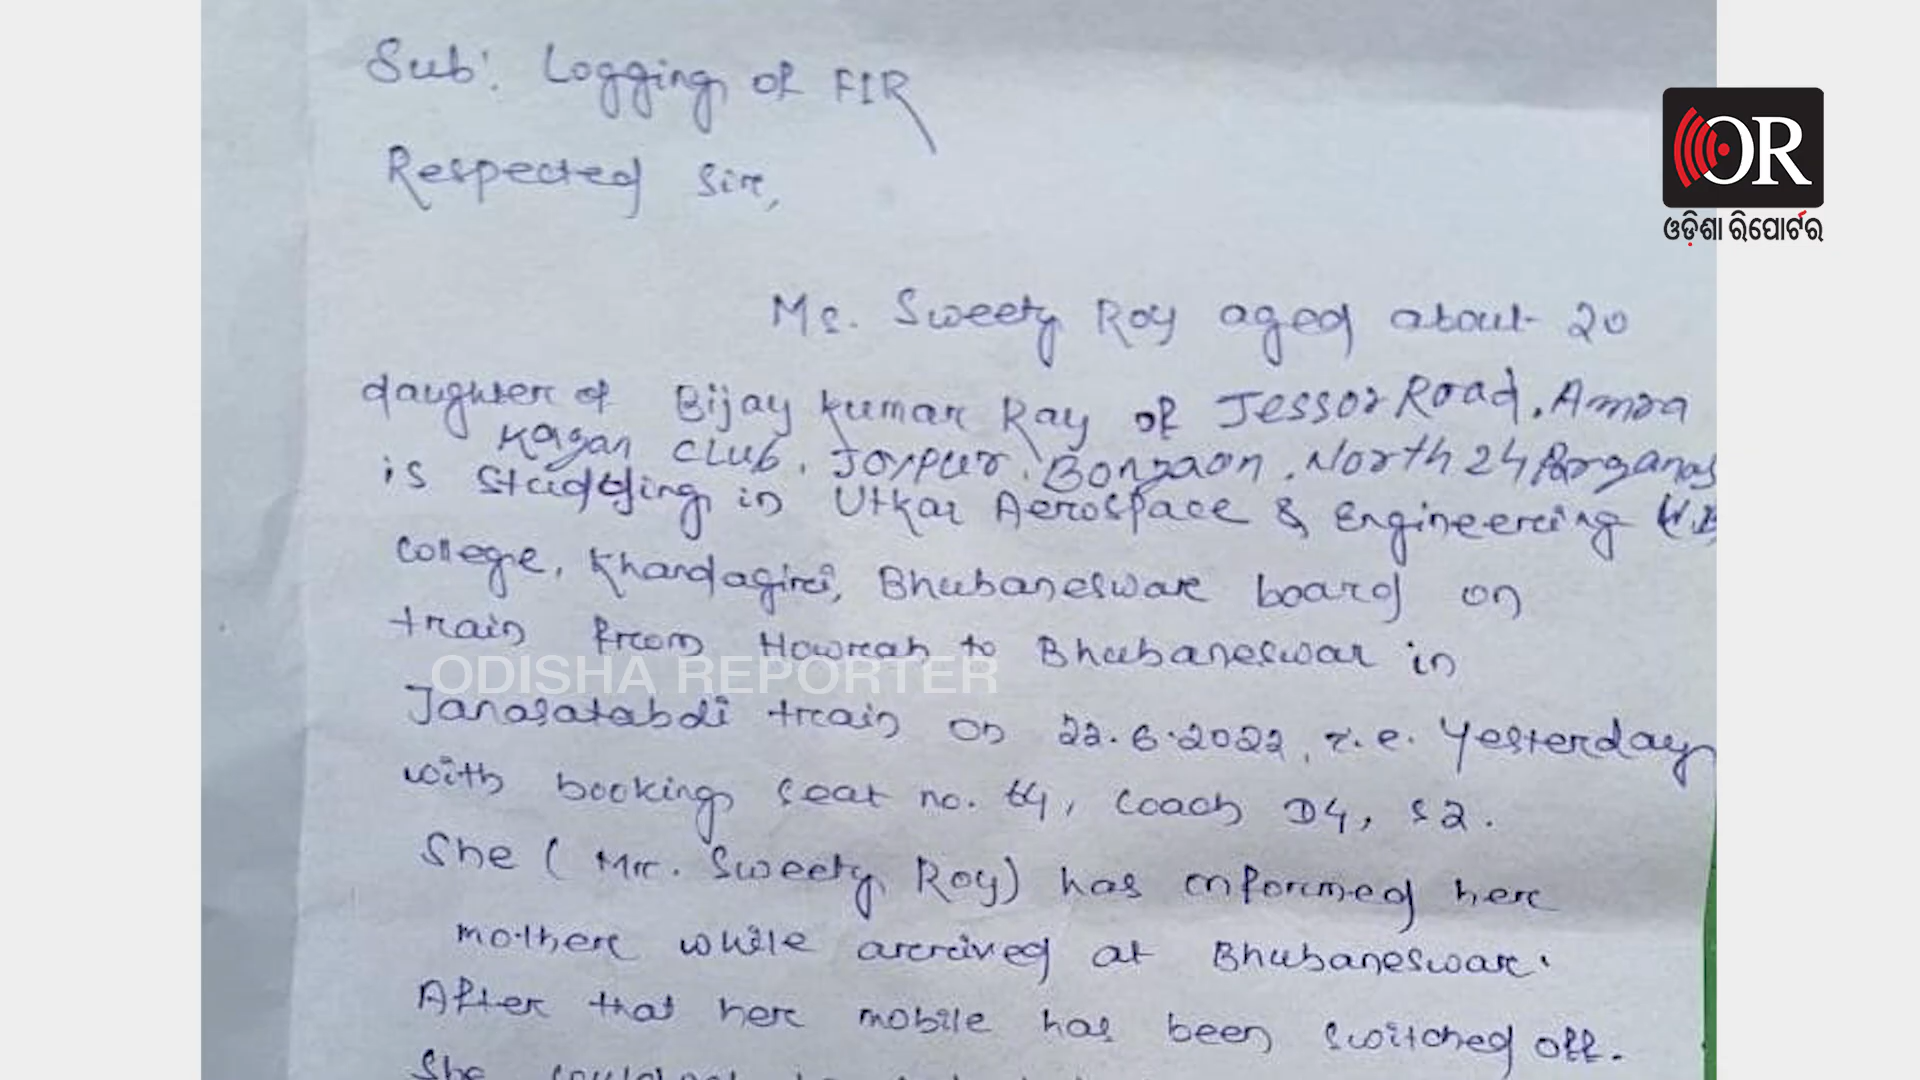 Sub: Logging of FIR
Respected Sir,
Ms. Sweety Roy aged about 20
daughter of Bijay Kumar Ray of Jessor Road, Amra
Kagan Club, Joypur, Bongaon, North 24 Parganas
is studying in Utkal Aerospace & Engineering (W.B
College, Khandagiri, Bhubaneswar board on
train from Howrah to Bhubaneswar in
Janasatabdi train on 22.6.2022, i.e. Yesterday
with booking seat no. 64, Coach D4, S2.
She (Mr. Sweety Roy) has informed her
mother while arrived at Bhubaneswar.
After that her mobile has been switched off.
She
OR
ଓଡ଼ିଶା ରିପୋର୍ଟର
ODISHA REPORTER